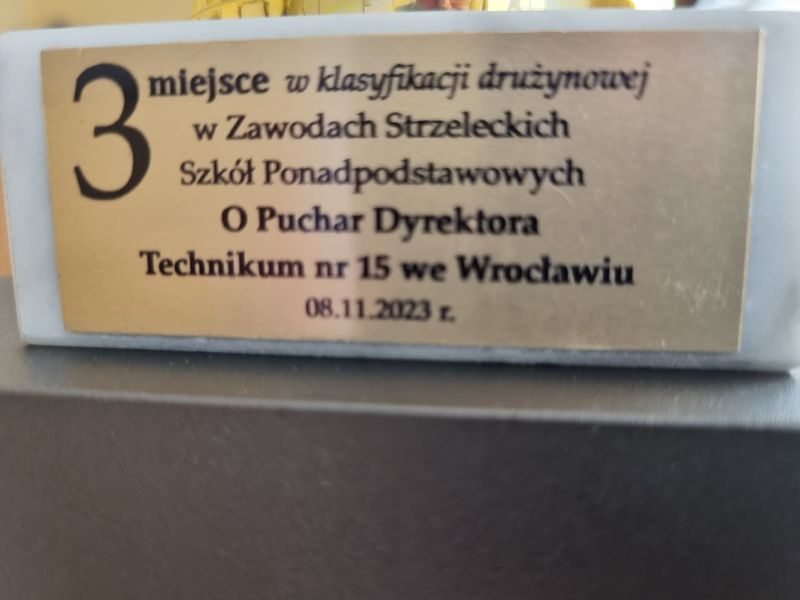 3 miejsce w klasyfikacji drużynowej
w Zawodach Strzeleckich
Szkół Ponadpodstawowych
O Puchar Dyrektora
Technikum nr 15 we Wrocławiu
08.11.2023 r.